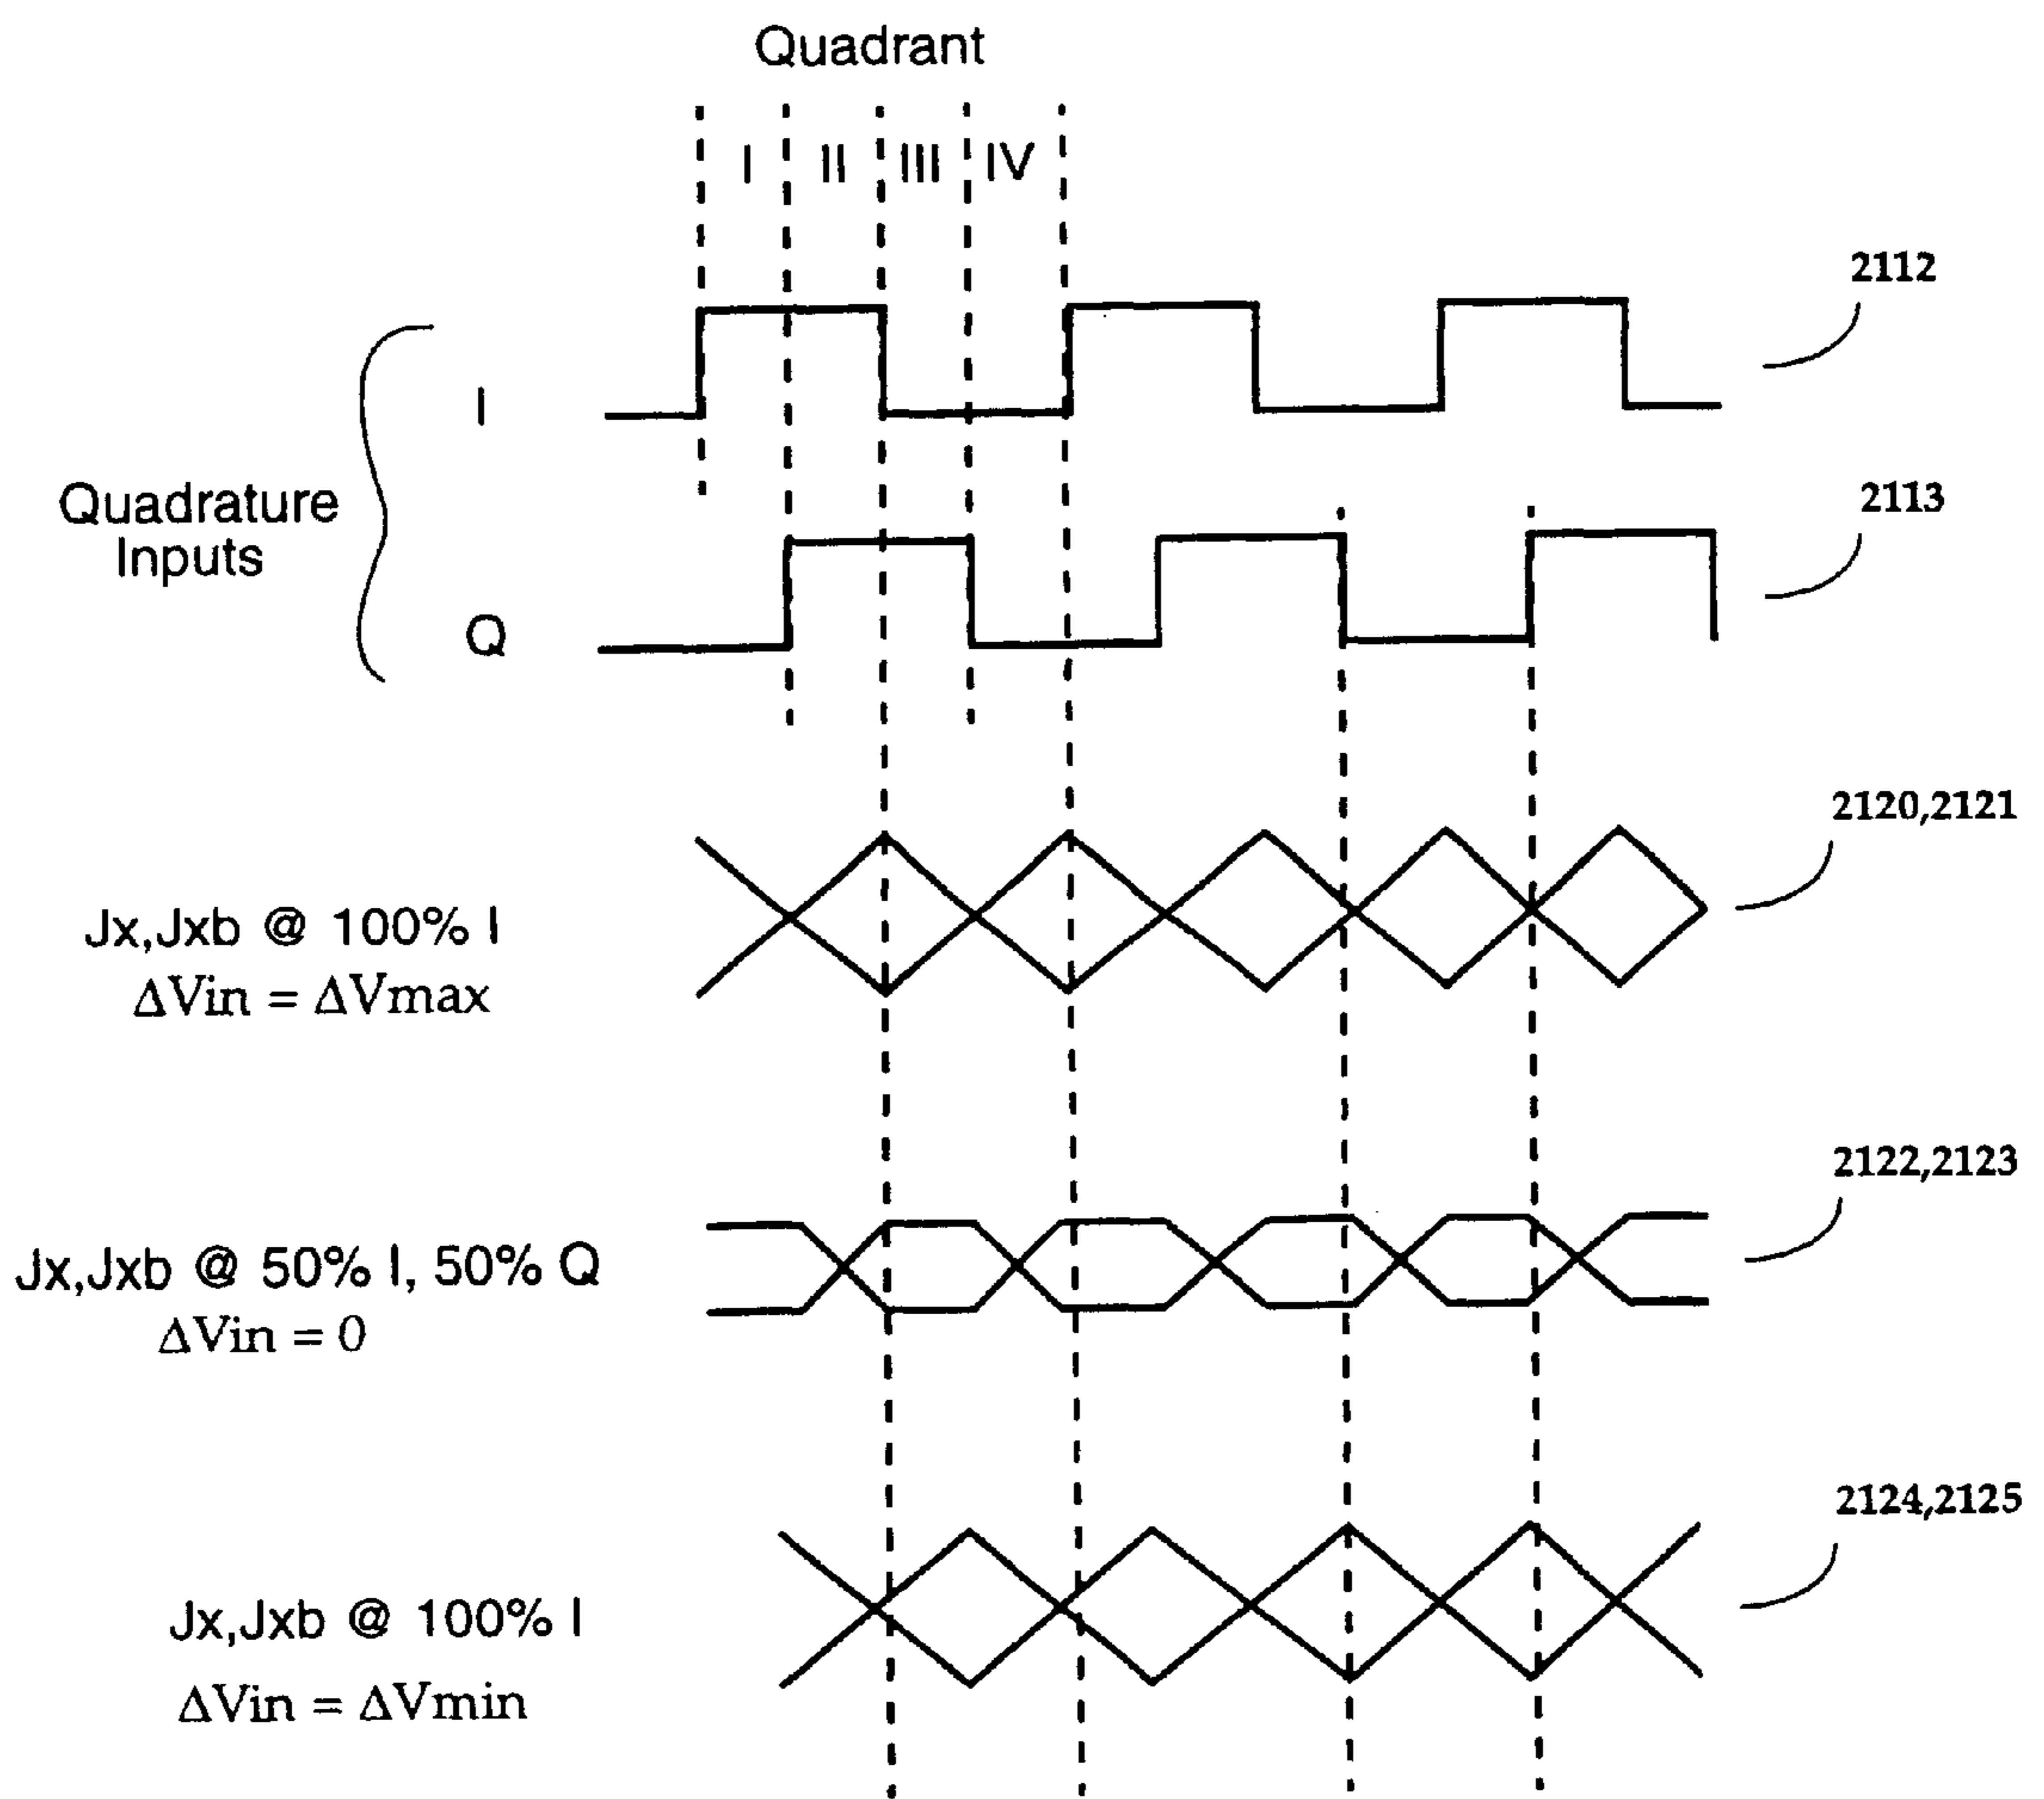 Quadrant
I II III IV
2112
I
Quadrature
Inputs
2113
Q
2120,2121
Jx,Jxb @ 100% I
ΔVin = ΔVmax
2122,2123
Jx,Jxb @ 50% I, 50% Q
ΔVin = 0
2124,2125
Jx,Jxb @ 100% I
ΔVin = ΔVmin